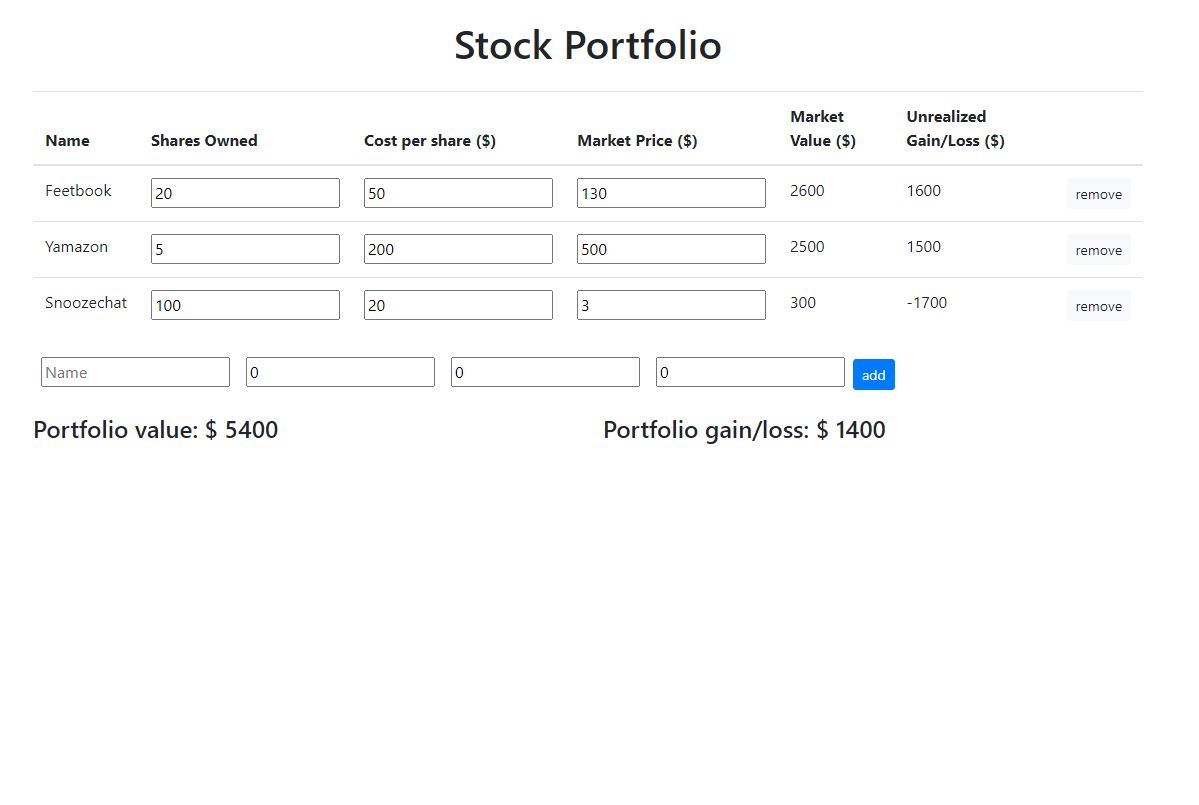 Stock Portfolio
Name Shares Owned Cost per share ($) Market Price ($) Market Value ($) Unrealized Gain/Loss ($)
Feetbook 20 50 130 2600 1600 remove
Yamazon 5 200 500 2500 1500 remove
Snoozechat 100 20 3 300 -1700 remove
Name 0 0 0 add
Portfolio value: $ 5400 Portfolio gain/loss: $ 1400